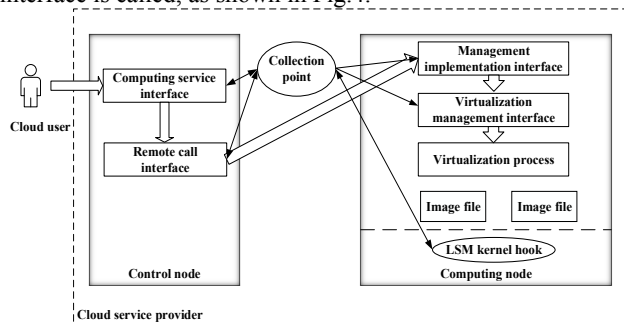 interface is called, as shown in Fig.4.
Management
implementation interface
Collection
point
Computing service
interface
Virtualization
management interface
Cloud user
Remote call
interface
Virtualization process
Image file
Image file
LSM kernel hook
Control node
Computing node
Cloud service provider